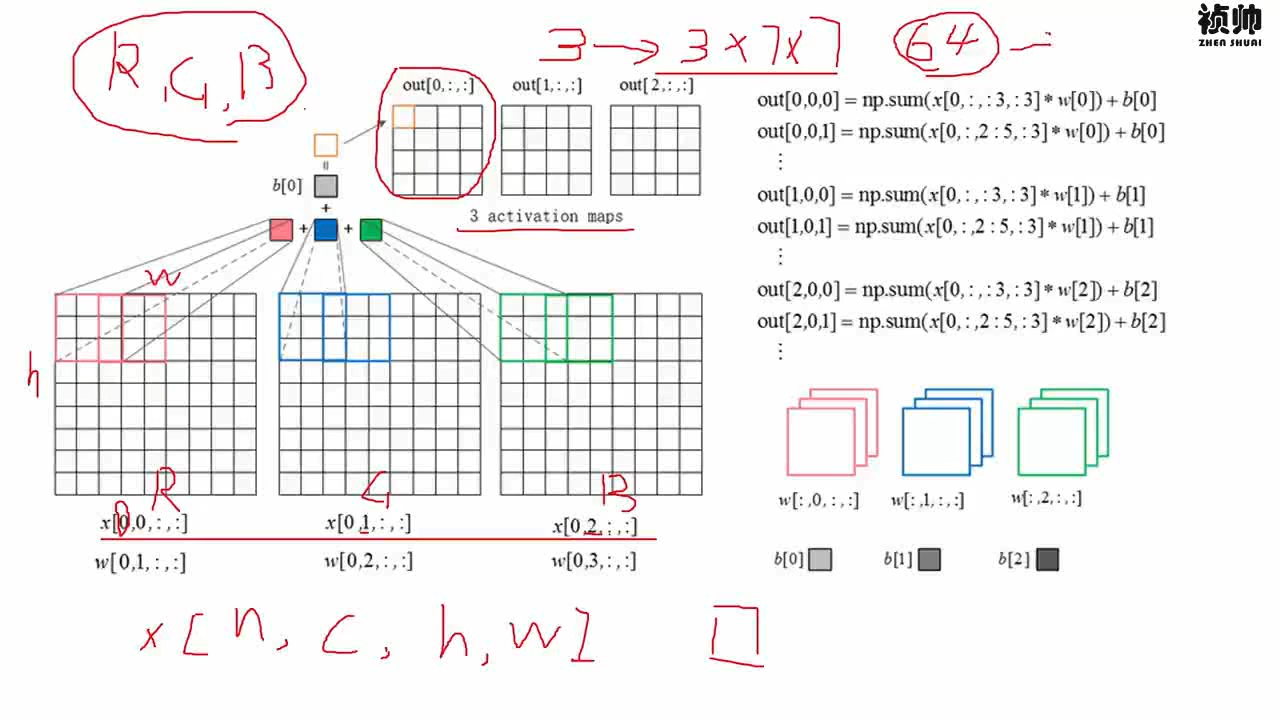 祯帅
ZHEN SHUAI
R, G, B
3 → 3 × 7 × 7
64
out[0,:,:]
out[1,:,:]
out[2,:,:]
b[0]
3 activation maps
out[0,0,0] = np.sum(x[0,:,:3,:3]* w[0]) + b[0]
out[0,0,1] = np.sum(x[0,:,2:5,:3]* w[0]) + b[0]
⋮
out[1,0,0] = np.sum(x[0,:,:3,:3]* w[1]) + b[1]
out[1,0,1] = np.sum(x[0,:,2:5,:3]* w[1]) + b[1]
⋮
out[2,0,0] = np.sum(x[0,:,:3,:3]* w[2]) + b[2]
out[2,0,1] = np.sum(x[0,:,2:5,:3]* w[2]) + b[2]
⋮
+ + + =
w
h
R
G
B
x[0,0,:,:]
x[0,1,:,:]
x[0,2,:,:]
w[0,1,:,:]
w[0,2,:,:]
w[0,3,:,:]
w[:,0,:,:]
w[:,1,:,:]
w[:,2,:,:]
b[0]
b[1]
b[2]
x [ n, c, h, w ]